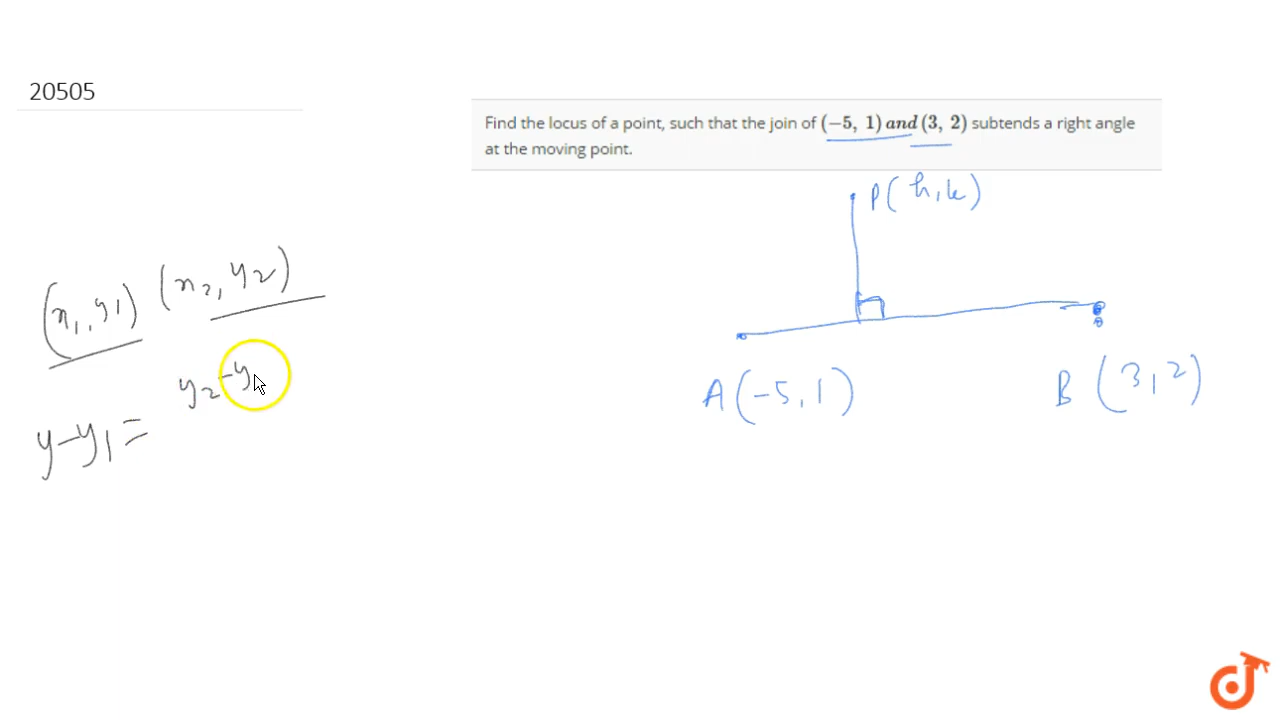 20505
Find the locus of a point, such that the join of (−5, 1) and (3, 2) subtends a right angle
at the moving point.
P(h,k)
(x1,y1) (x2,y2)
y2-y
y-y1=
A(-5,1)
B(3,2)